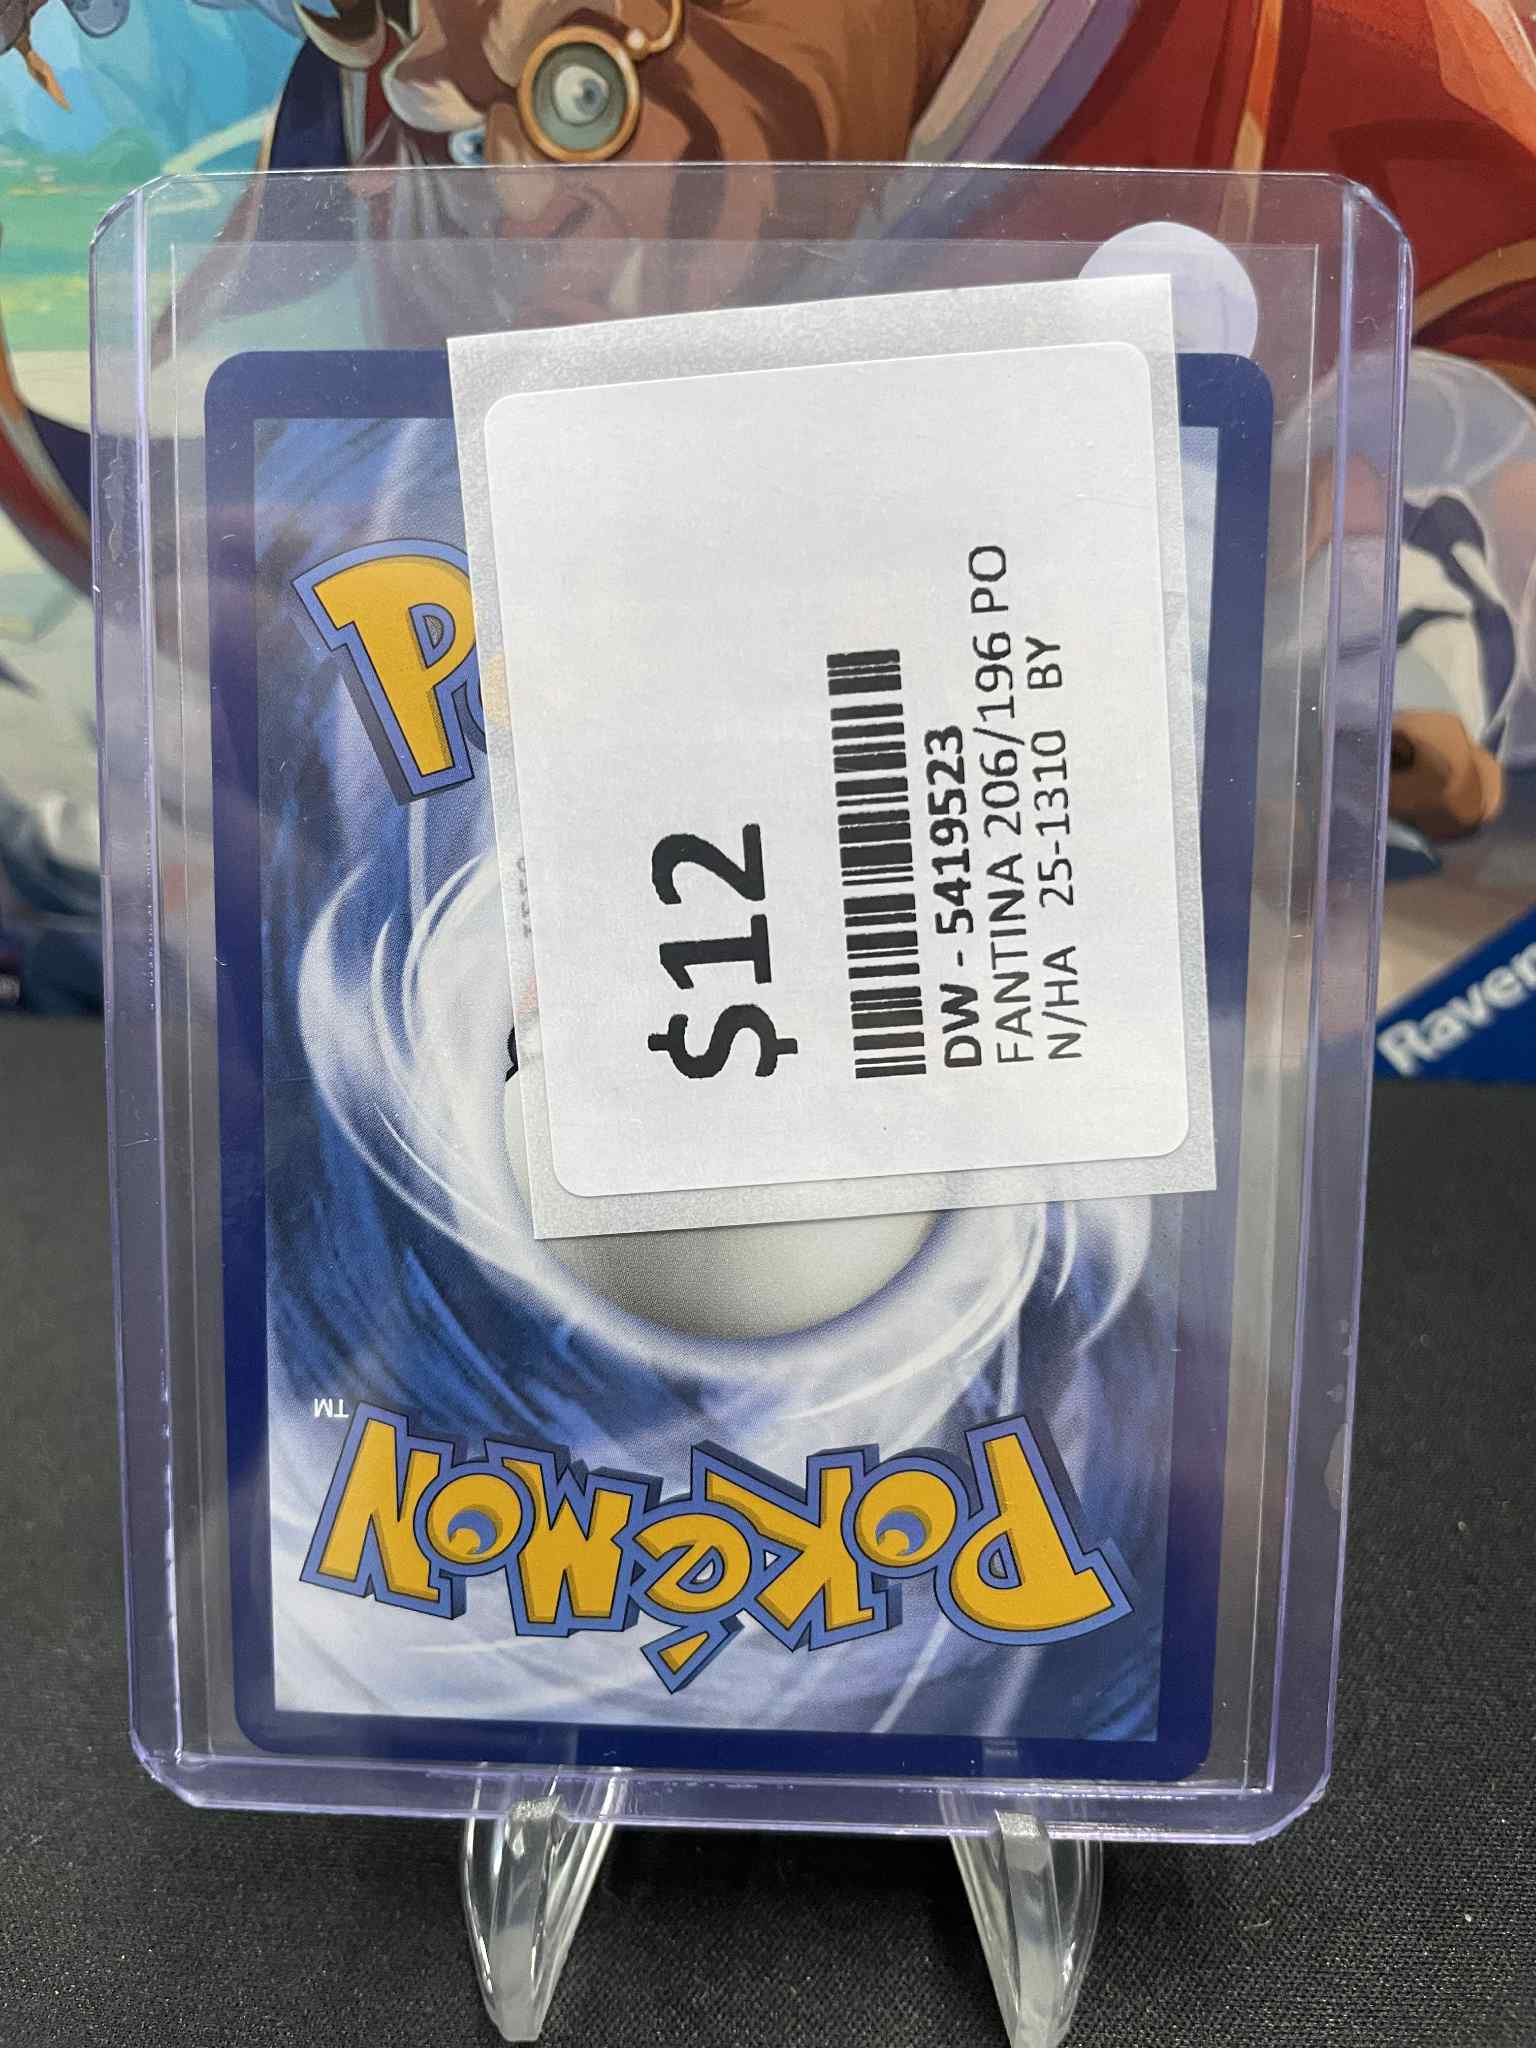 $12
DW - 5419523
FANTINA 206/196 PO
N/HA 25-1310 BY
P
POKéMON
TM
Raven